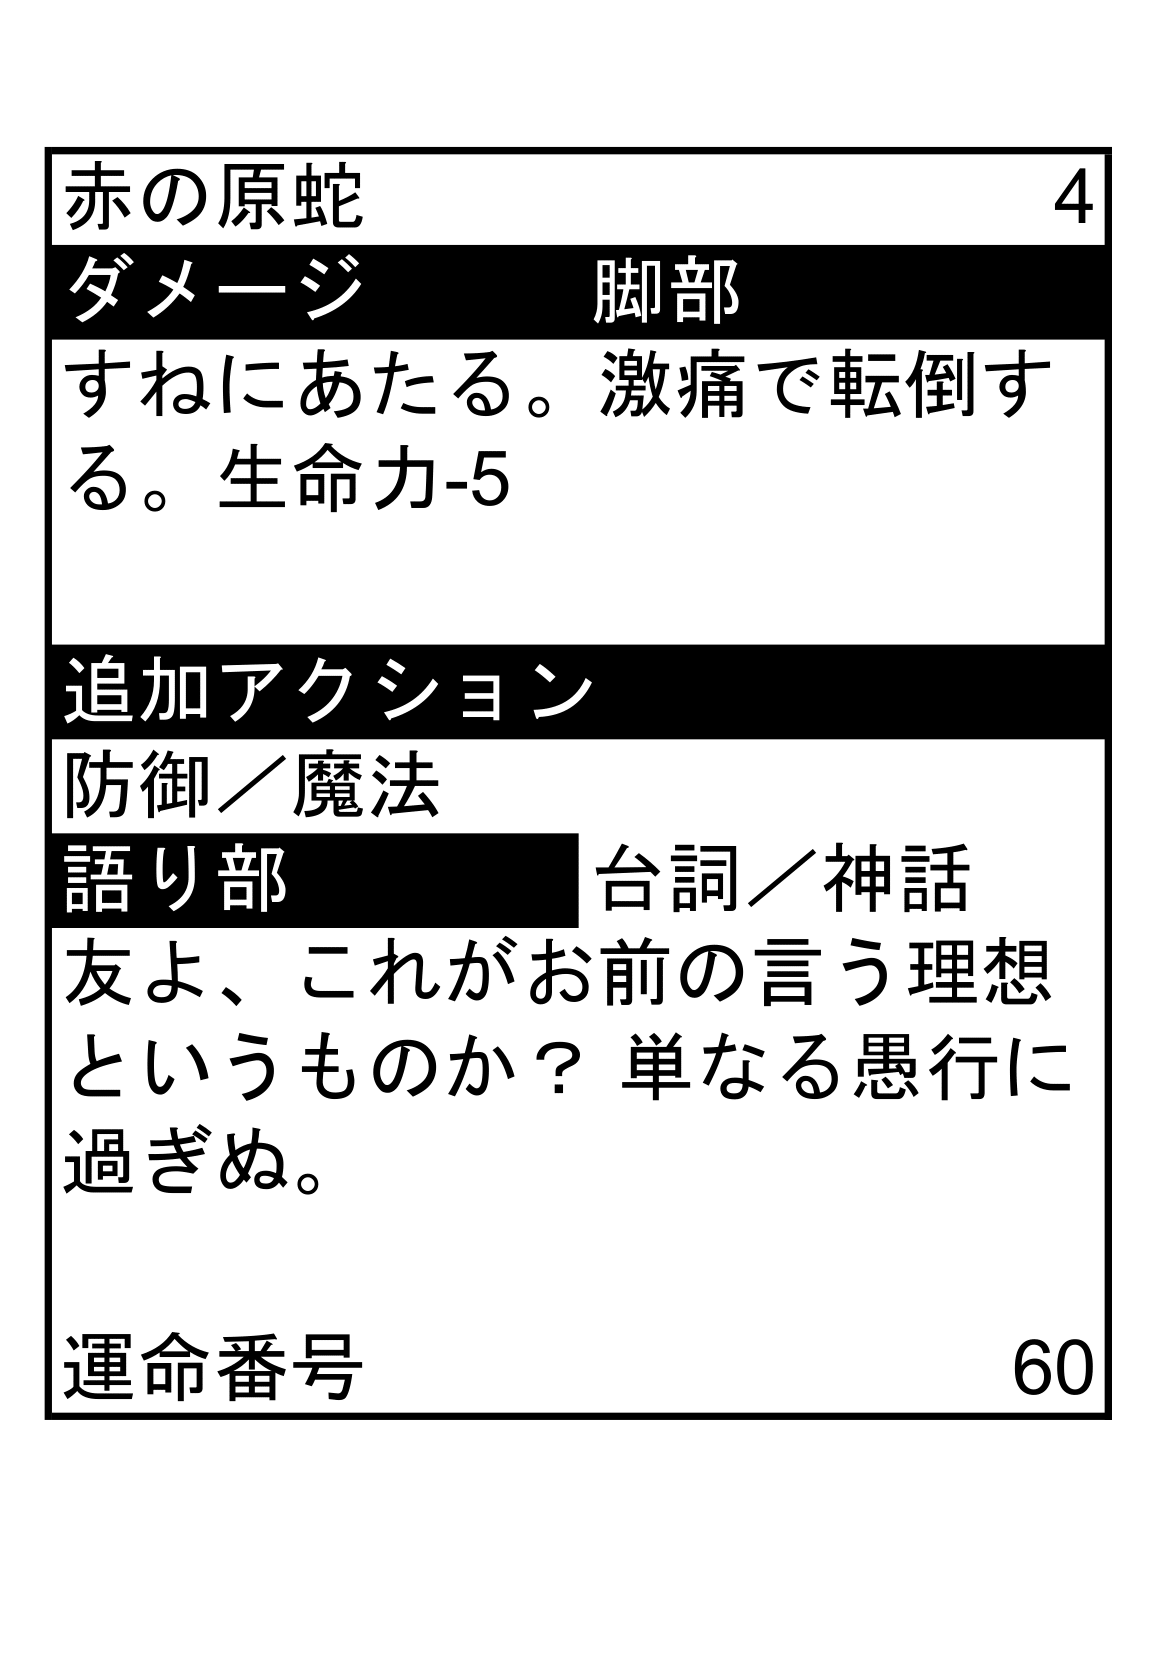 赤の原蛇 4
ダメージ 脚部
すねにあたる。激痛で転倒す
る。生命力-5
追加アクション
防御／魔法
語り部 台詞／神話
友よ、これがお前の言う理想
というものか？ 単なる愚行に
過ぎぬ。
運命番号 60